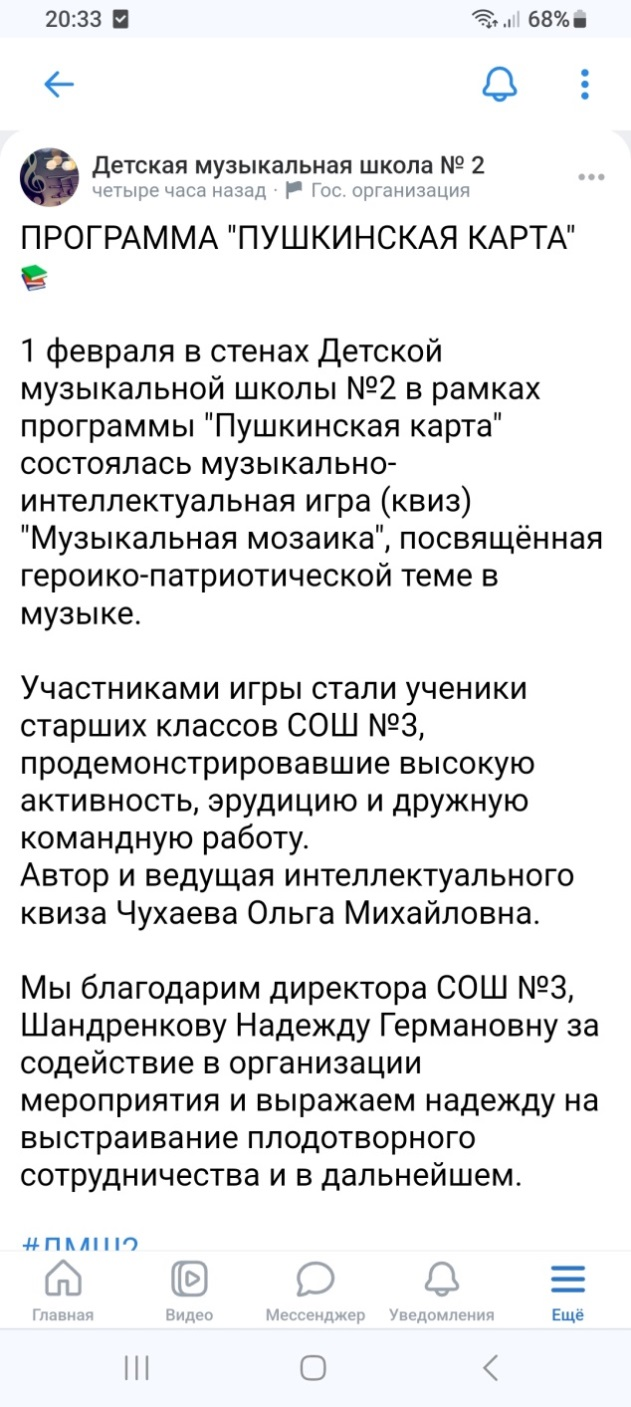 20:33
68%
Детская музыкальная школа № 2
четыре часа назад · Гос. организация
ПРОГРАММА "ПУШКИНСКАЯ КАРТА"
1 февраля в стенах Детской
музыкальной школы №2 в рамках
программы "Пушкинская карта"
состоялась музыкально-
интеллектуальная игра (квиз)
"Музыкальная мозаика", посвящённая
героико-патриотической теме в
музыке.
Участниками игры стали ученики
старших классов СОШ №3,
продемонстрировавшие высокую
активность, эрудицию и дружную
командную работу.
Автор и ведущая интеллектуального
квиза Чухаева Ольга Михайловна.
Мы благодарим директора СОШ №3,
Шандренкову Надежду Германовну за
содействие в организации
мероприятия и выражаем надежду на
выстраивание плодотворного
сотрудничества и в дальнейшем.
#ДМШ2
Главная
Видео
Мессенджер
Уведомления
Ещё